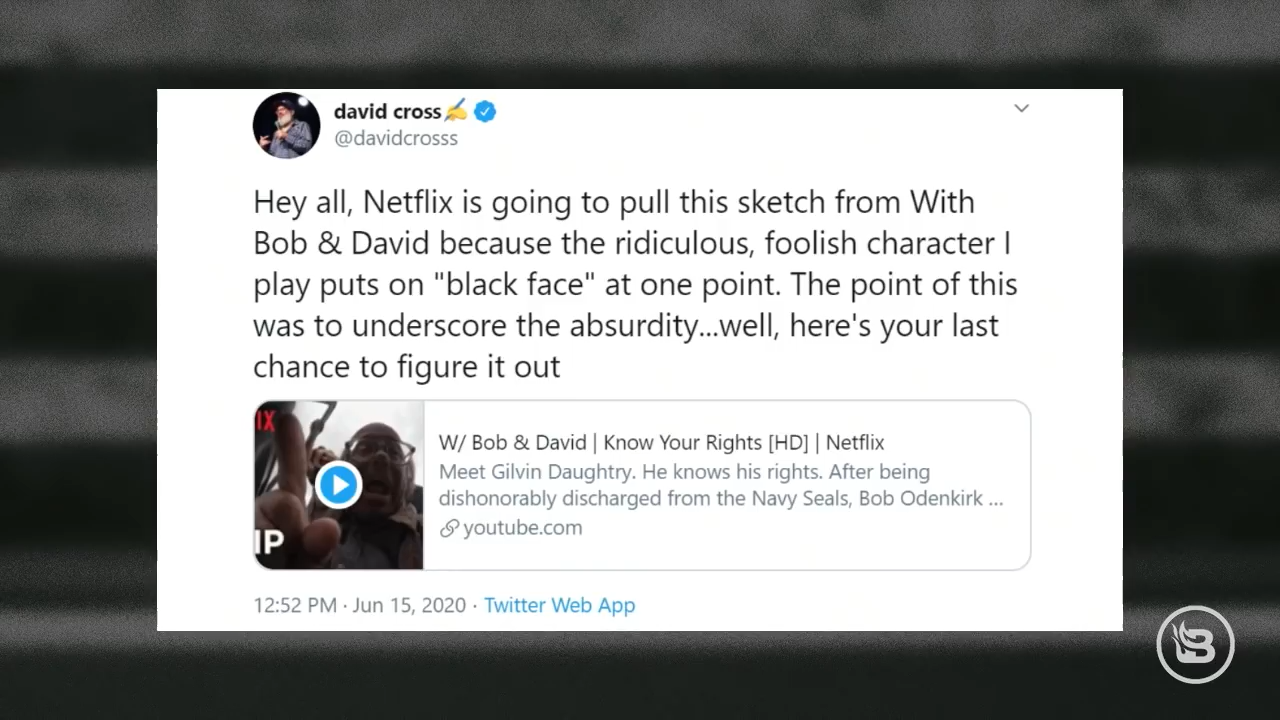 david cross✍️
@davidcrosss
Hey all, Netflix is going to pull this sketch from With
Bob & David because the ridiculous, foolish character I
play puts on "black face" at one point. The point of this
was to underscore the absurdity...well, here's your last
chance to figure it out
IX
IP
W/ Bob & David | Know Your Rights [HD] | Netflix
Meet Gilvin Daughtry. He knows his rights. After being
dishonorably discharged from the Navy Seals, Bob Odenkirk ...
youtube.com
12:52 PM · Jun 15, 2020 · Twitter Web App
B